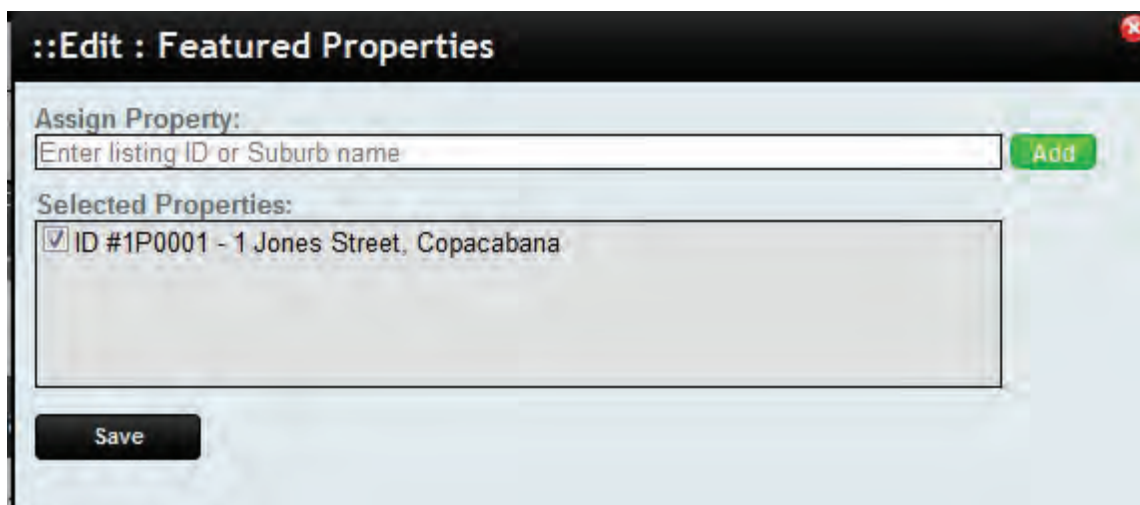 ::Edit : Featured Properties
Assign Property:
Enter listing ID or Suburb name
Add
Selected Properties:
ID #1P0001 - 1 Jones Street, Copacabana
Save